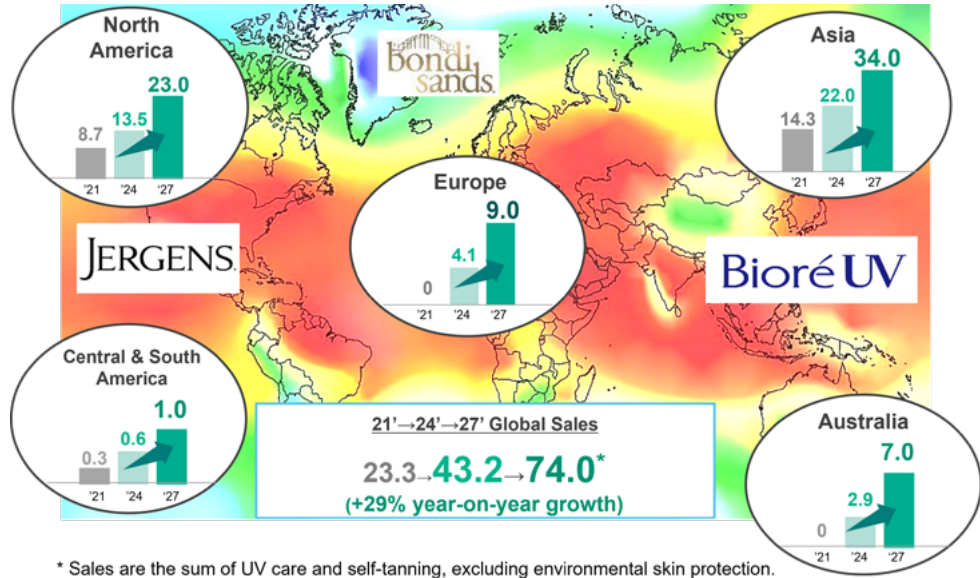 North
America
8.7
13.5
23.0
'21
'24
'27
bondi
sands®
Asia
14.3
22.0
34.0
'21
'24
'27
Europe
0
4.1
9.0
'21
'24
'27
JERGENS®
Bioré UV
Central & South
America
0.3
0.6
1.0
'21
'24
'27
21'→24'→27' Global Sales
23.3→43.2→74.0*
(+29% year-on-year growth)
Australia
0
2.9
7.0
'21
'24
'27
* Sales are the sum of UV care and self-tanning, excluding environmental skin protection.